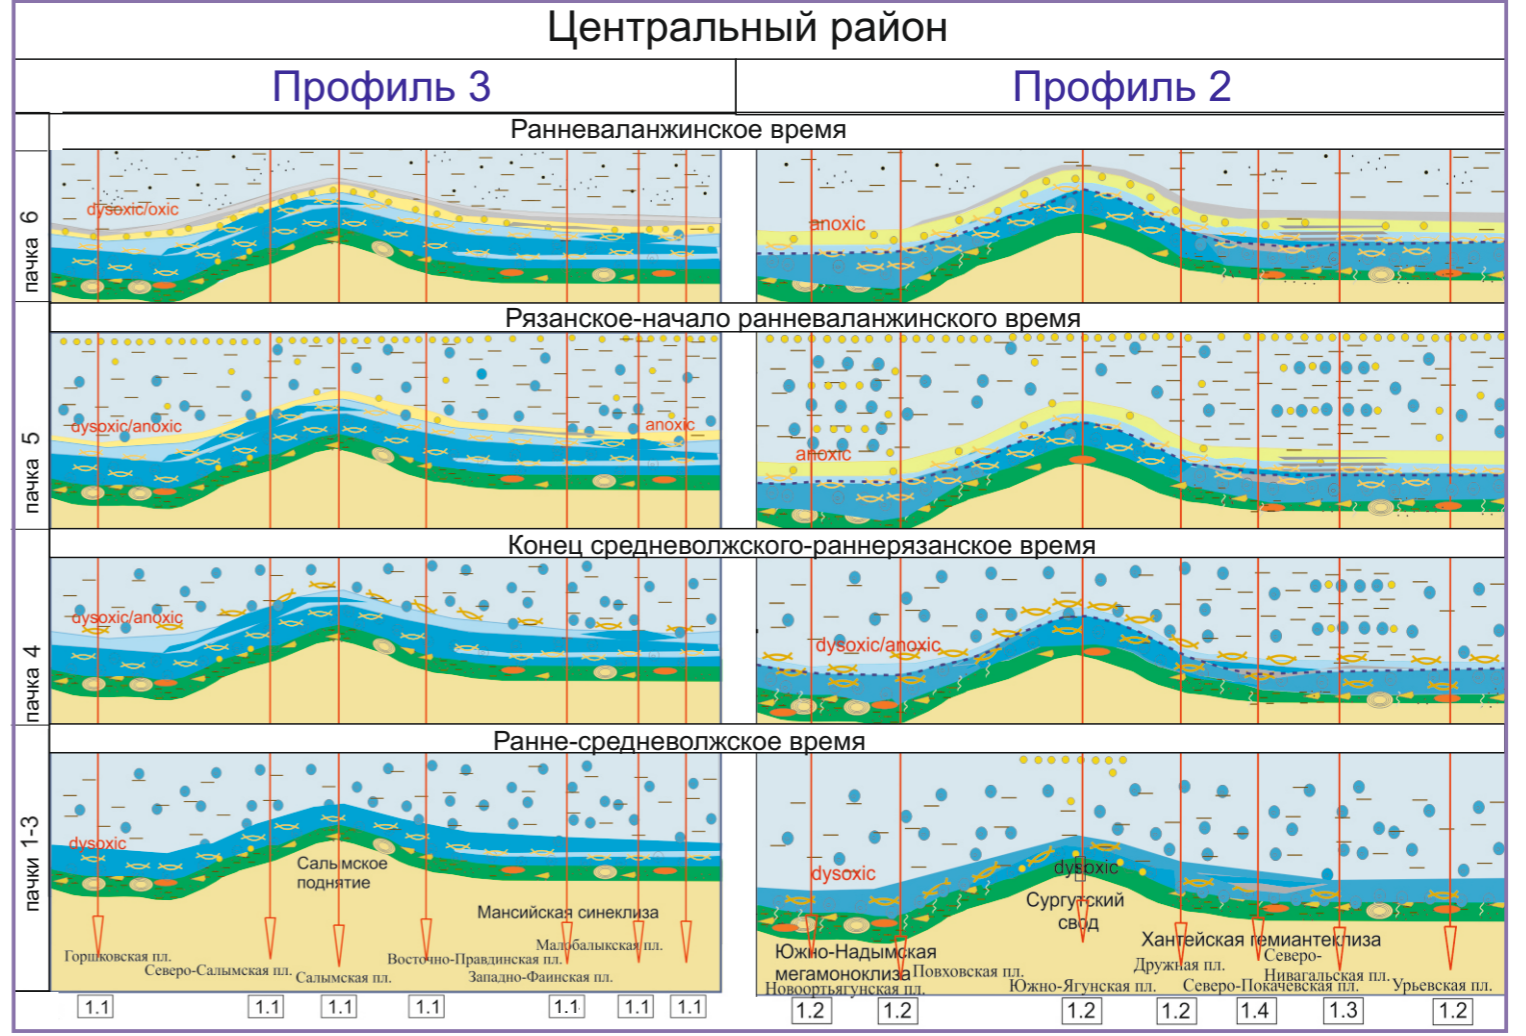 Центральный район
Профиль 3
Профиль 2
Ранневаланжинское время
пачка 6
dysoxic/oxic
anoxic
Рязанское-начало ранневаланжинского время
пачка 5
dysoxic/anoxic
anoxic
anoxic
Конец средневолжского-раннерязанское время
пачка 4
dysoxic/anoxic
dysoxic/anoxic
Ранне-средневолжское время
пачки 1-3
dysoxic
Салымское
поднятие
Мансийская синеклиза
Горшковская пл.
Северо-Салымская пл.
Салымская пл.
Восточно-Правдинская пл.
Малобалыкская пл.
Западно-Фаинская пл.
dysoxic
dysoxic
Сургутский
свод
Южно-Надымская
мегамоноклиза
Хантейская гемиантеклиза
Новоортьягунская пл.
Повховская пл.
Южно-Ягунская пл.
Дружная пл.
Северо-Покачевская пл.
Северо-
Нивагальская пл.
Урьевская пл.
1.1
1.1
1.1
1.1
1.1
1.1
1.1
1.2
1.2
1.2
1.2
1.4
1.3
1.2